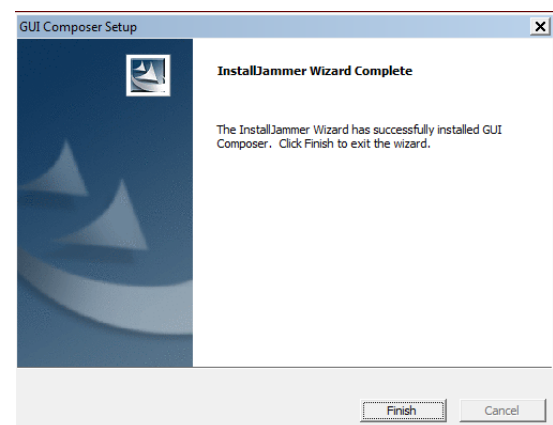 GUI Composer Setup
InstallJammer Wizard Complete
The InstallJammer Wizard has successfully installed GUI
Composer.  Click Finish to exit the wizard.
Finish
Cancel